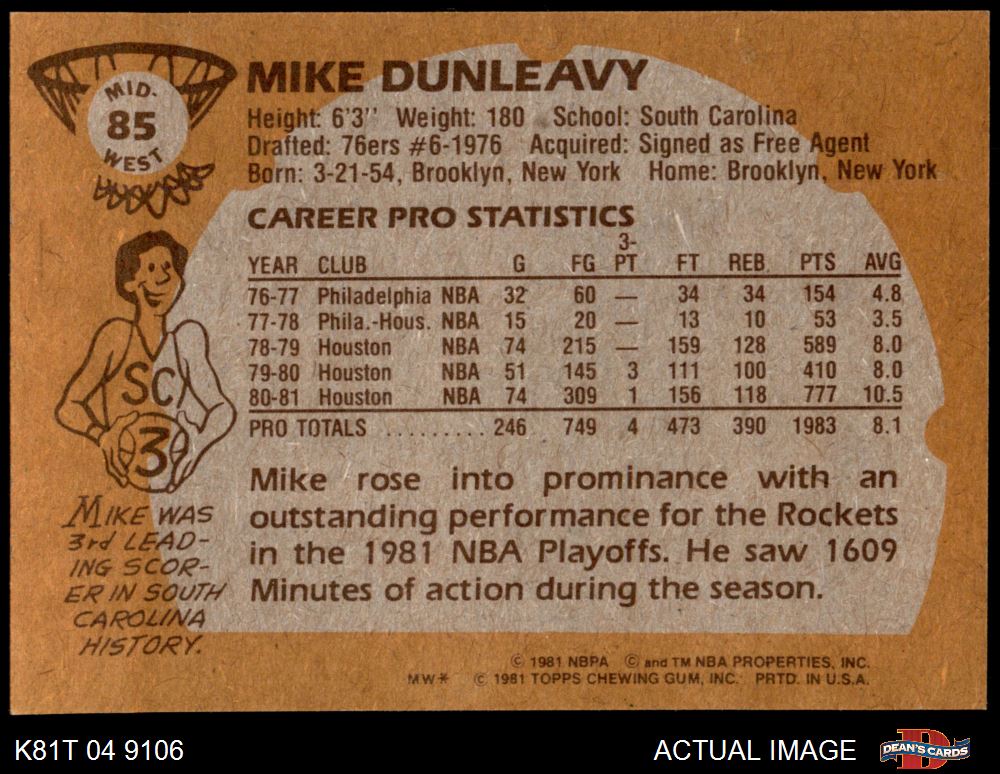 MID-
85
WEST
MIKE DUNLEAVY
Height: 6'3" Weight: 180 School: South Carolina
Drafted: 76ers #6-1976 Acquired: Signed as Free Agent
Born: 3-21-54, Brooklyn, New York Home: Brooklyn, New York
CAREER PRO STATISTICS
YEAR CLUB G FG 3-PT FT REB. PTS AVG
76-77 Philadelphia NBA 32 60 — 34 34 154 4.8
77-78 Phila.-Hous. NBA 15 20 — 13 10 53 3.5
78-79 Houston NBA 74 215 — 159 128 589 8.0
79-80 Houston NBA 51 145 3 111 100 410 8.0
80-81 Houston NBA 74 309 1 156 118 777 10.5
PRO TOTALS .......... 246 749 4 473 390 1983 8.1
SC
3
MIKE WAS
3rd LEAD-
ING SCOR-
ER IN SOUTH
CAROLINA
HISTORY.
Mike rose into prominance with an
outstanding performance for the Rockets
in the 1981 NBA Playoffs. He saw 1609
Minutes of action during the season.
© 1981 NBPA © and TM NBA PROPERTIES, INC.
MW* © 1981 TOPPS CHEWING GUM, INC. PRTD. IN U.S.A.
K81T 04 9106
ACTUAL IMAGE
D
DEAN'S CARDS